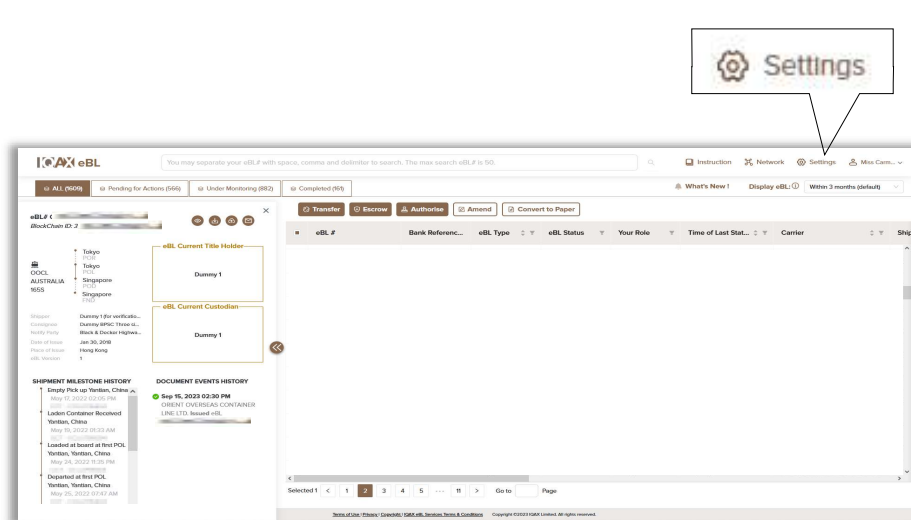 Settings
IQAX eBL
You may separate your eBL# with space, comma and delimiter to search. The max search eBL# is 50.
Instruction
Network
Settings
Miss Cam...
ALL (1609)
Pending for Actions (566)
Under Monitoring (882)
Completed (161)
What's New !
Display eBL:
Within 3 months (default)
eBL#
BlockChain ID: 3
Transfer
Escrow
Authorise
Amend
Convert to Paper
eBL #
Bank Referenc...
eBL Type
eBL Status
Your Role
Time of Last Stat...
Carrier
Ship
OOCL
AUSTRALIA
165S
Tokyo
POR
Tokyo
POL
Singapore
POD
Singapore
FND
eBL Current Title Holder
Dummy 1
eBL Current Custodian
Dummy 1
Shipper Dummy 1 (for verificatio...
Consignee Dummy BPSC Three U...
Notify Party Black & Decker Highwa...
Date of Issue Jan 30, 2018
Place of Issue Hong Kong
eBL Version 1
SHIPMENT MILESTONE HISTORY
Empty Pick up Yantian, China
May 17, 2022 02:05 PM
Laden Container Received
Yantian, China
May 19, 2022 01:33 AM
Loaded at board at first POL
Yantian, Yantian, China
May 24, 2022 11:35 PM
Departed at first POL
Yantian, Yantian, China
May 25, 2022 07:47 AM
DOCUMENT EVENTS HISTORY
Sep 15, 2023 02:30 PM
ORIENT OVERSEAS CONTAINER
LINE LTD. Issued eBL
Selected 1 < 1 2 3 4 5 ... 11 > Go to Page
Terms of Use | Privacy | Copyright | IQAX eBL Services Terms & Conditions Copyright ©2023 IQAX Limited. All rights reserved.